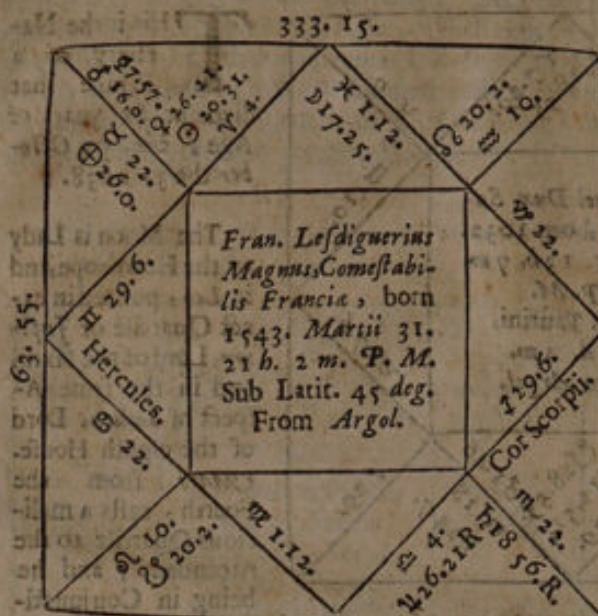 333. 15.
☿ 7. 57.
♂ 16. 0. ♀ 26. 21.
☉ 20. 31.
♈ 4.
♉ 22.
⊕ 26. 0.
♓ 1. 12.
☽ 17. 25.
☊ 20. 2.
♒ 10.
♑ 22.
63. 55.
♊ 29. 6.
Hercules.
Fran. Lesdiguerius
Magnus, Comestabi-
lis Franciæ, born
1543. Martii 31.
21 h. 2 m. P. M.
Sub Latit. 45 deg.
From Argol.
♐ 29. 6.
Cor Scorpii.
♋ 22.
♌ 10.
☋ 20. 2.
♍ 1. 12.
♎ 4.
♃ 26. 21 R
♏ 22.
♄ 18 56. R.